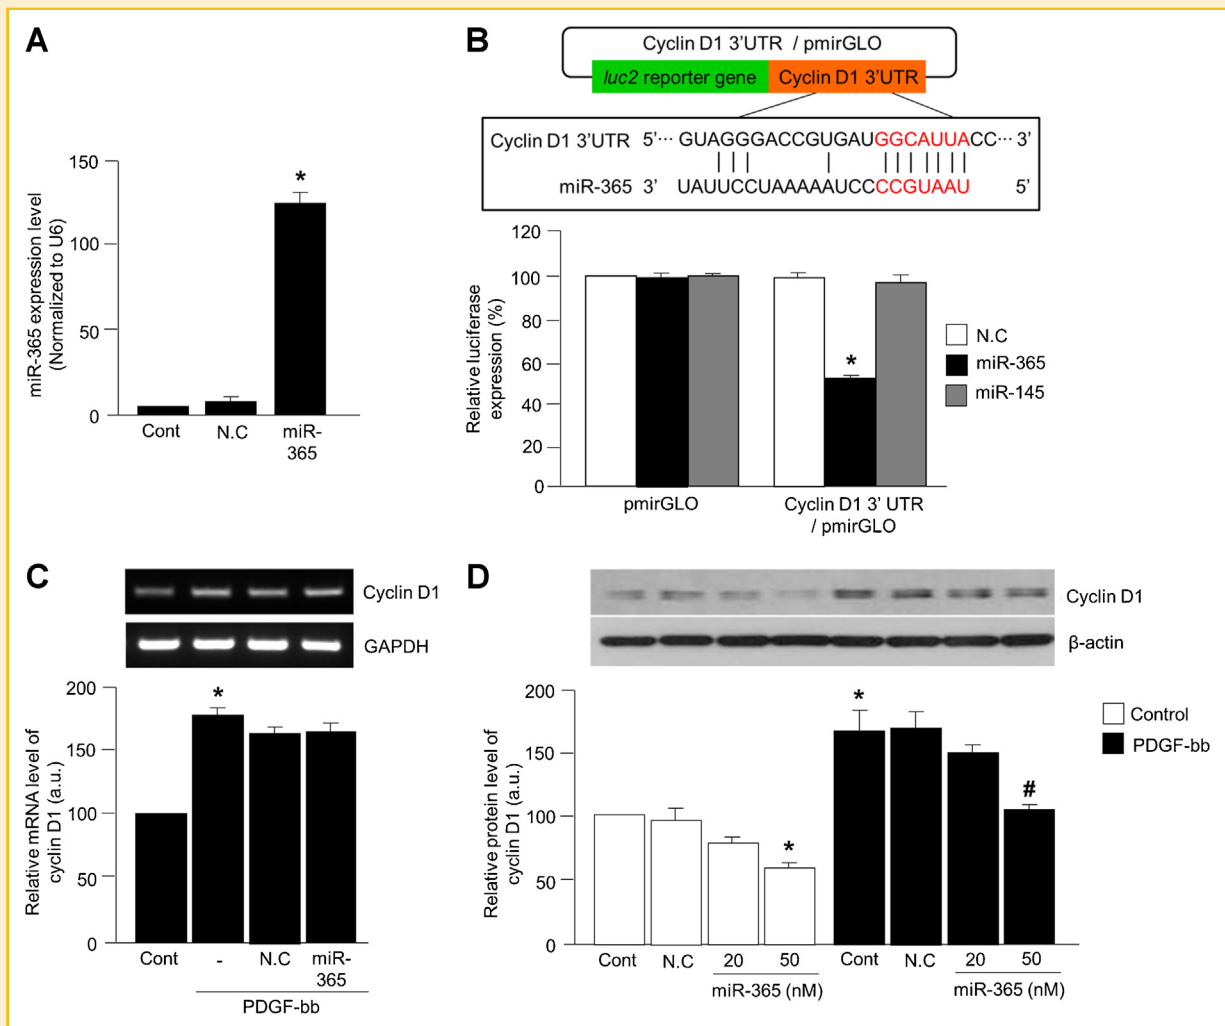 A
miR-365 expression level
(Normalized to U6)
150
100
50
0
Cont
N.C
miR-
365
*
B
Cyclin D1 3’UTR / pmirGLO
luc2 reporter gene
Cyclin D1 3’UTR
Cyclin D1 3’UTR 5’··· GUAGGGACCGUGAUGGCAUUACC··· 3’
miR-365 3’ UAUUCCUAAAAAUCCCCGUAAU 5’
Relative luciferase
expression (%)
120
100
80
60
40
20
0
*
pmirGLO
Cyclin D1 3’ UTR
/ pmirGLO
N.C
miR-365
miR-145
C
Cyclin D1
GAPDH
Relative mRNA level of
cyclin D1 (a.u.)
200
150
100
50
0
*
Cont
-
N.C
miR-
365
PDGF-bb
D
Cyclin D1
β-actin
Relative protein level of
cyclin D1 (a.u.)
200
150
100
50
0
*
*
#
Control
PDGF-bb
Cont N.C 20 50 Cont N.C 20 50
miR-365 (nM) miR-365 (nM)